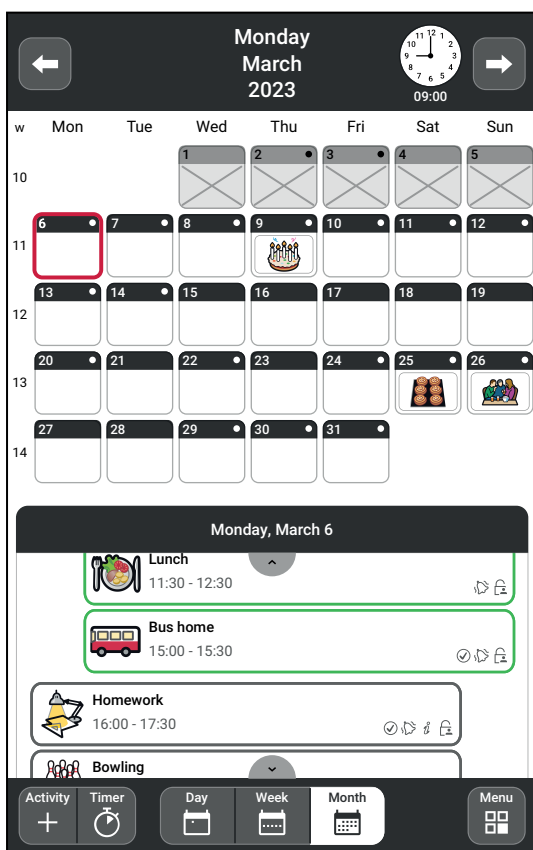 Monday
March
2023
11 12 1
10 2
9 3
8 4
7 6 5
09:00
w Mon Tue Wed Thu Fri Sat Sun
10 1 2 3 4 5
11 6 7 8 9 10 11 12
12 13 14 15 16 17 18 19
13 20 21 22 23 24 25 26
14 27 28 29 30 31
Monday, March 6
Lunch
11:30 - 12:30
Bus home
15:00 - 15:30
Homework
16:00 - 17:30
i
Bowling
Activity Timer Day Week Month Menu